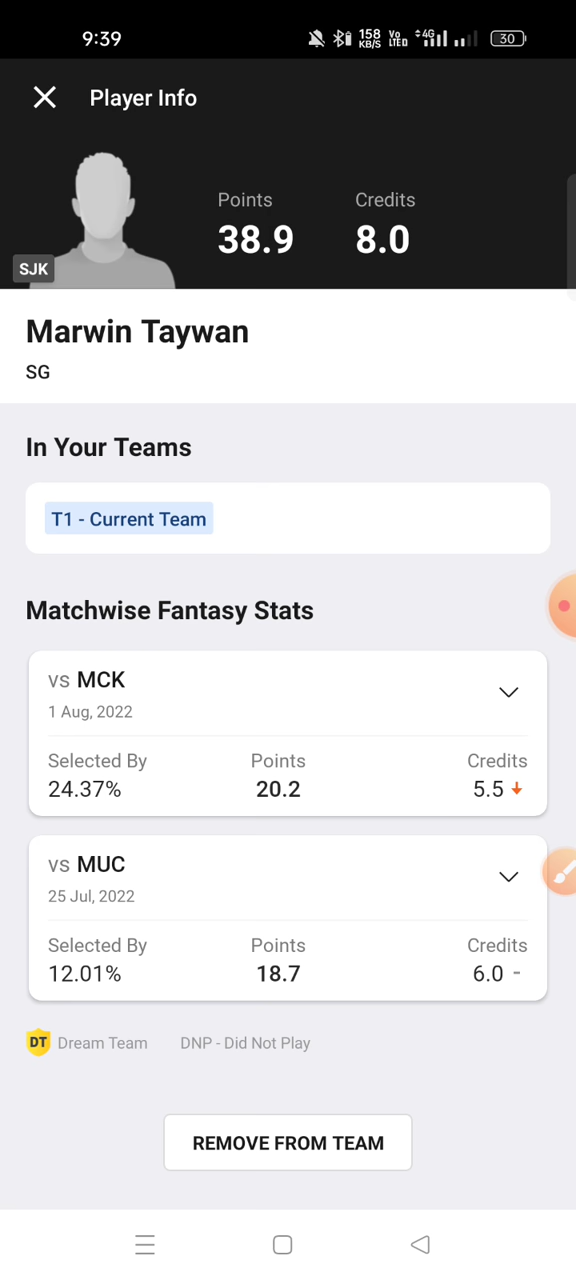 9:39
158 KB/S
Vo LTED
4G
30
Player Info
Points
Credits
38.9
8.0
SJK
Marwin Taywan
SG
In Your Teams
T1 - Current Team
Matchwise Fantasy Stats
vs MCK
1 Aug, 2022
Selected By
Points
Credits
24.37%
20.2
5.5
vs MUC
25 Jul, 2022
Selected By
Points
Credits
12.01%
18.7
6.0 -
DT Dream Team
DNP - Did Not Play
REMOVE FROM TEAM